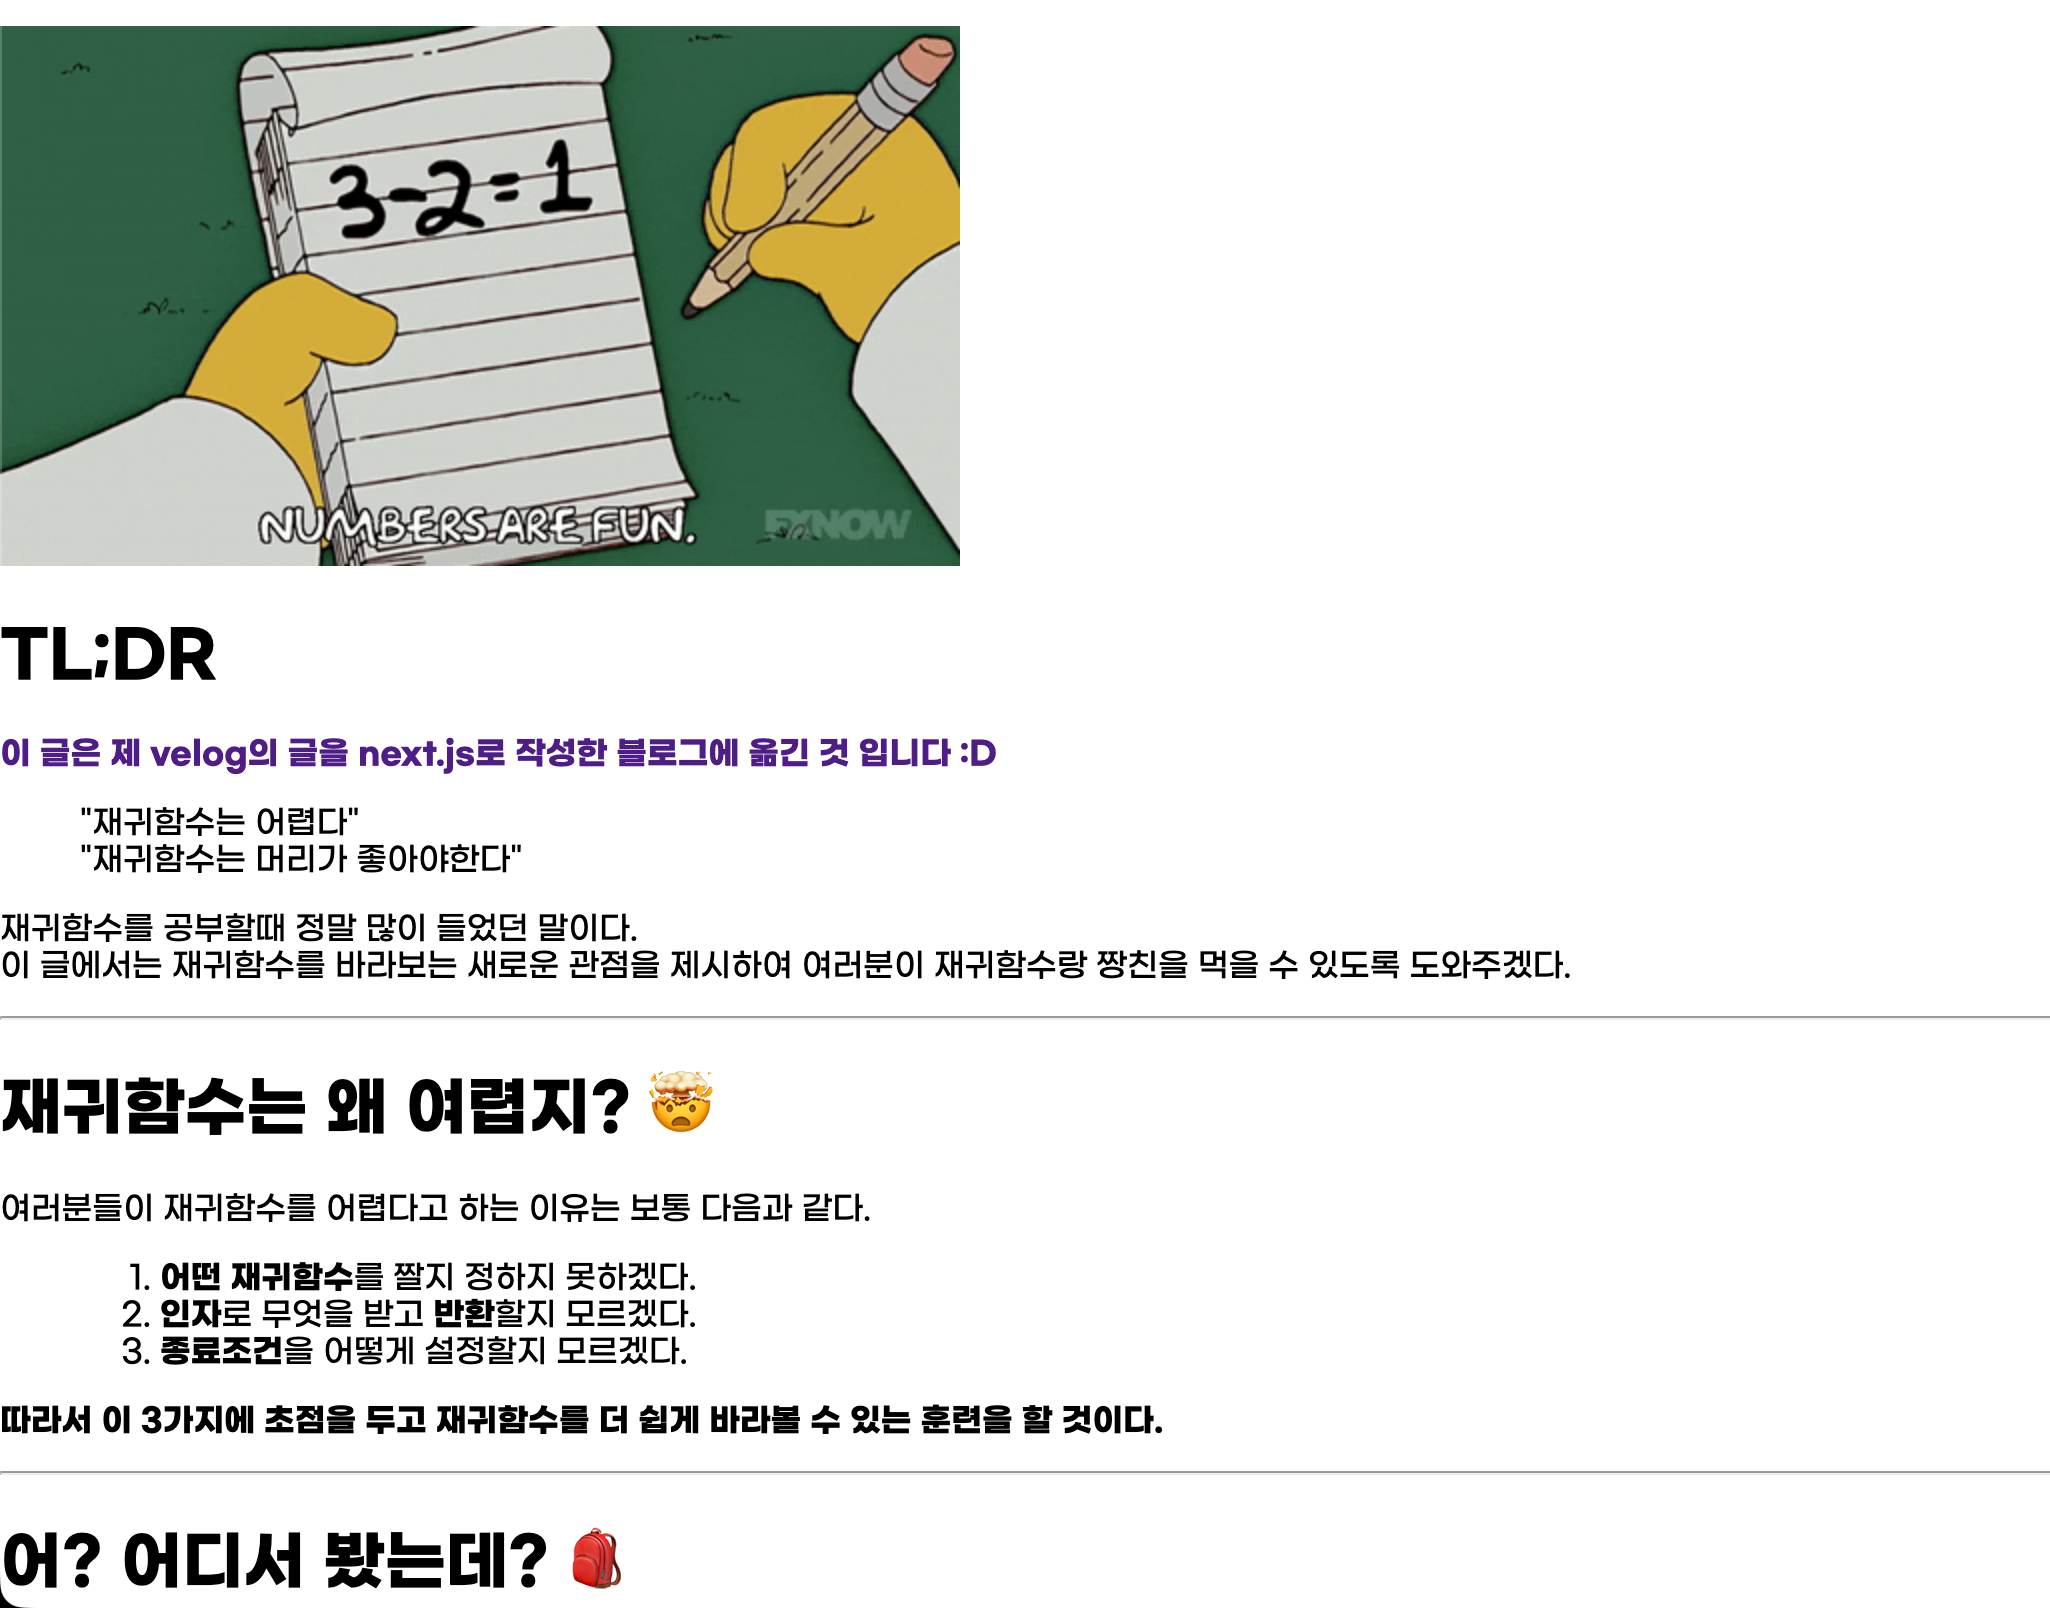 3-2=1
NUMBERS ARE FUN.
FXNOW
TL;DR
이 글은 제 velog의 글을 next.js로 작성한 블로그에 옮긴 것 입니다 :D
"재귀함수는 어렵다"
"재귀함수는 머리가 좋아야한다"
재귀함수를 공부할때 정말 많이 들었던 말이다.
이 글에서는 재귀함수를 바라보는 새로운 관점을 제시하여 여러분이 재귀함수랑 짱친을 먹을 수 있도록 도와주겠다.
재귀함수는 왜 여렵지? 🤯
여러분들이 재귀함수를 어렵다고 하는 이유는 보통 다음과 같다.
1. 어떤 재귀함수를 짤지 정하지 못하겠다.
2. 인자로 무엇을 받고 반환할지 모르겠다.
3. 종료조건을 어떻게 설정할지 모르겠다.
따라서 이 3가지에 초점을 두고 재귀함수를 더 쉽게 바라볼 수 있는 훈련을 할 것이다.
어? 어디서 봤는데? 🎒